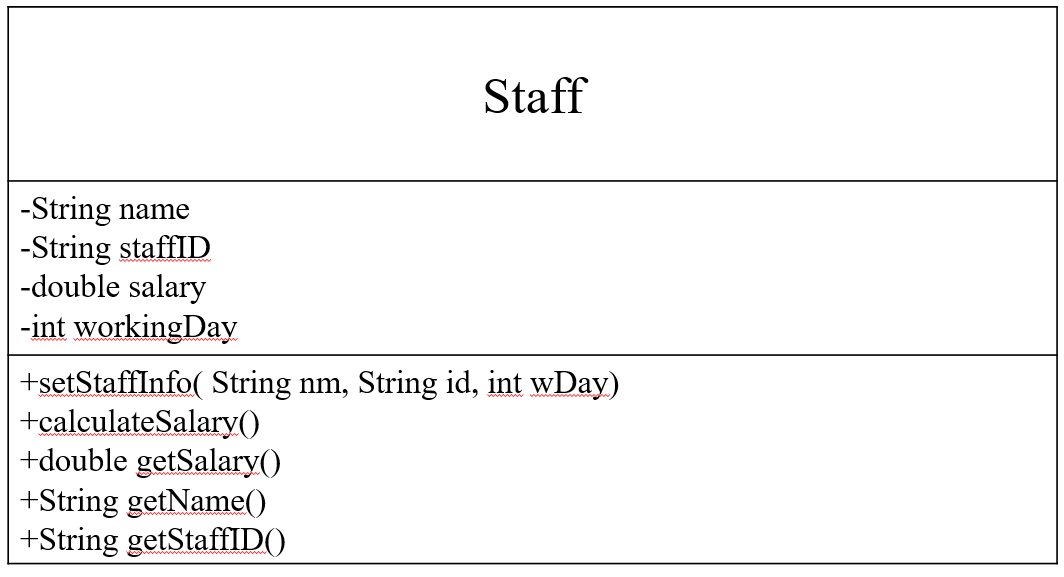 Staff
-String name
-String staffID
-double salary
-int workingDay
+setStaffInfo( String nm, String id, int wDay)
+calculateSalary()
+double getSalary()
+String getName()
+String getStaffID()